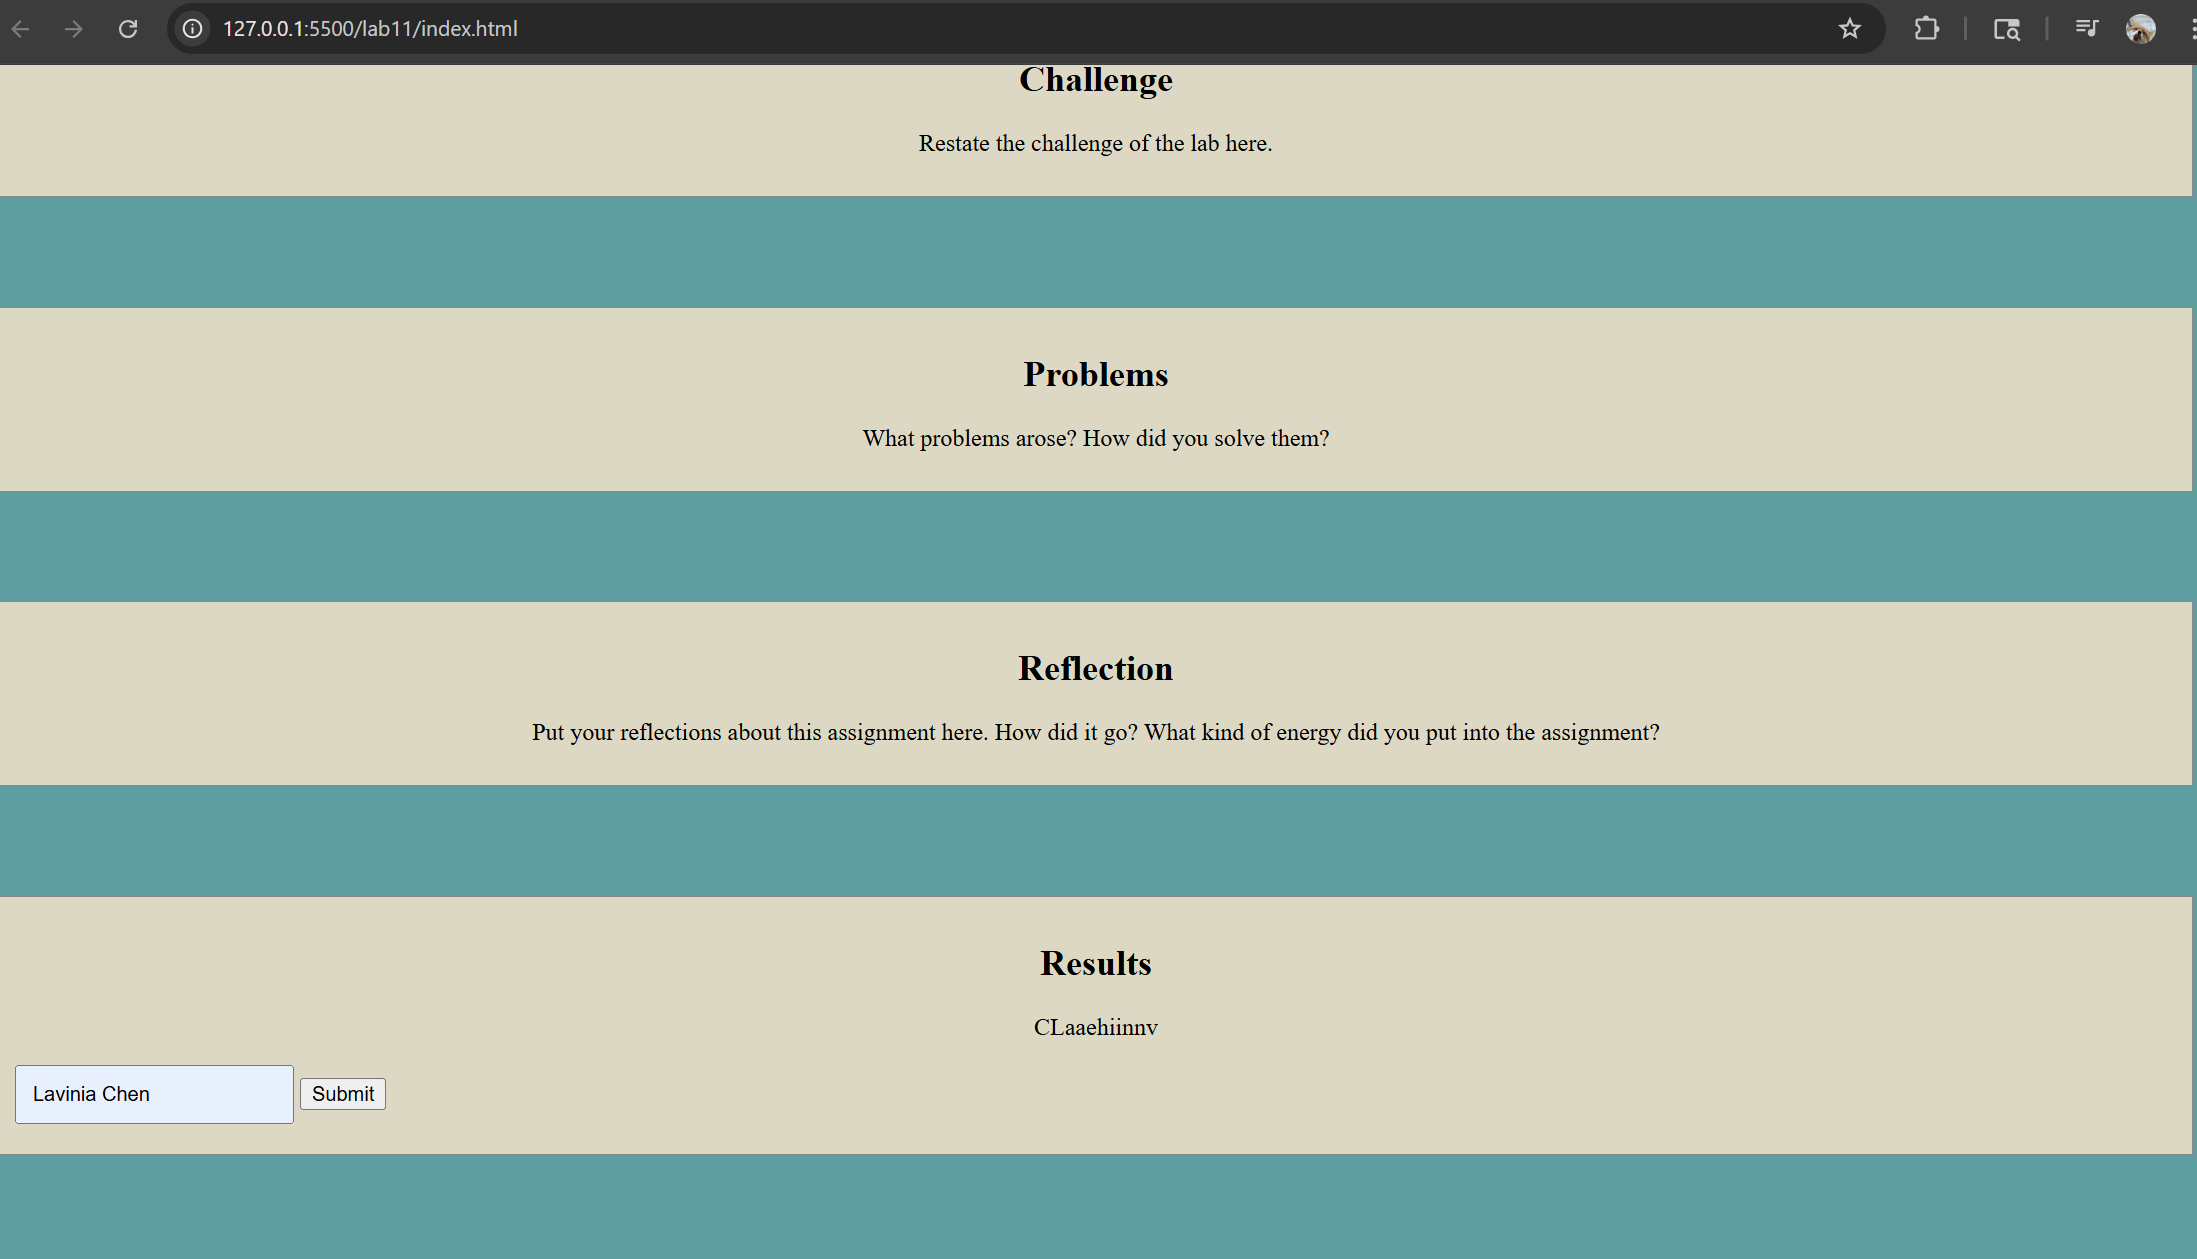 127.0.0.1:5500/lab11/index.html
Challenge
Restate the challenge of the lab here.
Problems
What problems arose? How did you solve them?
Reflection
Put your reflections about this assignment here. How did it go? What kind of energy did you put into the assignment?
Results
CLaaehiinnv
Lavinia Chen Submit